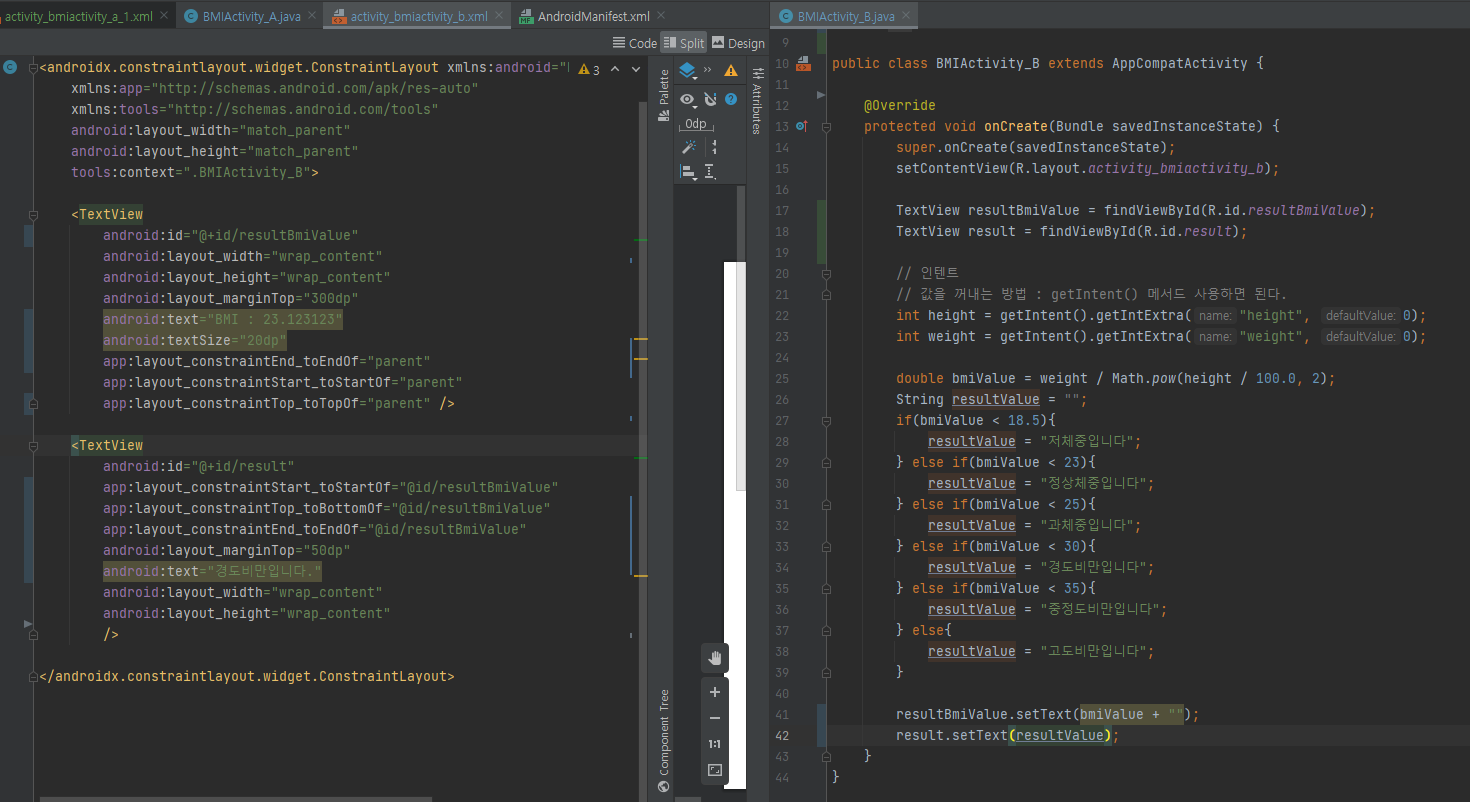 activity_bmiactivity_a_1.xml
BMIActivity_A.java
activity_bmiactivity_b.xml
AndroidManifest.xml
BMIActivity_B.java
Code
Split
Design
<androidx.constraintlayout.widget.ConstraintLayout xmlns:android="
3
xmlns:app="http://schemas.android.com/apk/res-auto"
xmlns:tools="http://schemas.android.com/tools"
android:layout_width="match_parent"
android:layout_height="match_parent"
tools:context=".BMIActivity_B">
<TextView
android:id="@+id/resultBmiValue"
android:layout_width="wrap_content"
android:layout_height="wrap_content"
android:layout_marginTop="300dp"
android:text="BMI : 23.123123"
android:textSize="20dp"
app:layout_constraintEnd_toEndOf="parent"
app:layout_constraintStart_toStartOf="parent"
app:layout_constraintTop_toTopOf="parent" />
<TextView
android:id="@+id/result"
app:layout_constraintStart_toStartOf="@id/resultBmiValue"
app:layout_constraintTop_toBottomOf="@id/resultBmiValue"
app:layout_constraintEnd_toEndOf="@id/resultBmiValue"
android:layout_marginTop="50dp"
android:text="경도비만입니다."
android:layout_width="wrap_content"
android:layout_height="wrap_content"
/>
</androidx.constraintlayout.widget.ConstraintLayout>
Palette
0dp
Attributes
1:1
Component Tree
9
10 public class BMIActivity_B extends AppCompatActivity {
11
12 @Override
13 protected void onCreate(Bundle savedInstanceState) {
14 super.onCreate(savedInstanceState);
15 setContentView(R.layout.activity_bmiactivity_b);
16
17 TextView resultBmiValue = findViewById(R.id.resultBmiValue);
18 TextView result = findViewById(R.id.result);
19
20 // 인텐트
21 // 값을 꺼내는 방법 : getIntent() 메서드 사용하면 된다.
22 int height = getIntent().getIntExtra( name: "height", defaultValue: 0);
23 int weight = getIntent().getIntExtra( name: "weight", defaultValue: 0);
24
25 double bmiValue = weight / Math.pow(height / 100.0, 2);
26 String resultValue = "";
27 if(bmiValue < 18.5){
28 resultValue = "저체중입니다";
29 } else if(bmiValue < 23){
30 resultValue = "정상체중입니다";
31 } else if(bmiValue < 25){
32 resultValue = "과체중입니다";
33 } else if(bmiValue < 30){
34 resultValue = "경도비만입니다";
35 } else if(bmiValue < 35){
36 resultValue = "중정도비만입니다";
37 } else{
38 resultValue = "고도비만입니다";
39 }
40
41 resultBmiValue.setText(bmiValue + "");
42 result.setText(resultValue);
43 }
44 }